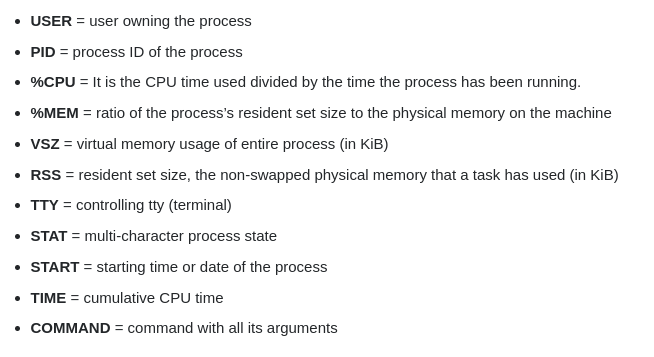 • USER = user owning the process
• PID = process ID of the process
• %CPU = It is the CPU time used divided by the time the process has been running.
• %MEM = ratio of the process’s resident set size to the physical memory on the machine
• VSZ = virtual memory usage of entire process (in KiB)
• RSS = resident set size, the non-swapped physical memory that a task has used (in KiB)
• TTY = controlling tty (terminal)
• STAT = multi-character process state
• START = starting time or date of the process
• TIME = cumulative CPU time
• COMMAND = command with all its arguments